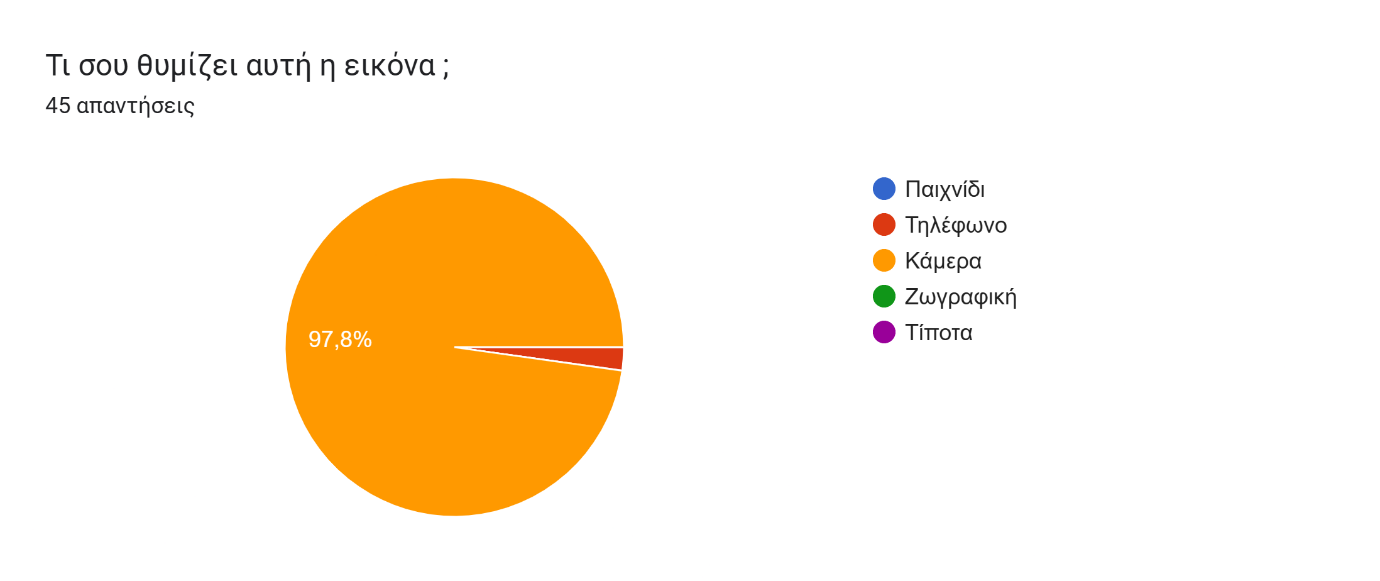 Τι σου θυμίζει αυτή η εικόνα ;
45 απαντήσεις
97,8%
Παιχνίδι
Τηλέφωνο
Κάμερα
Ζωγραφική
Τίποτα